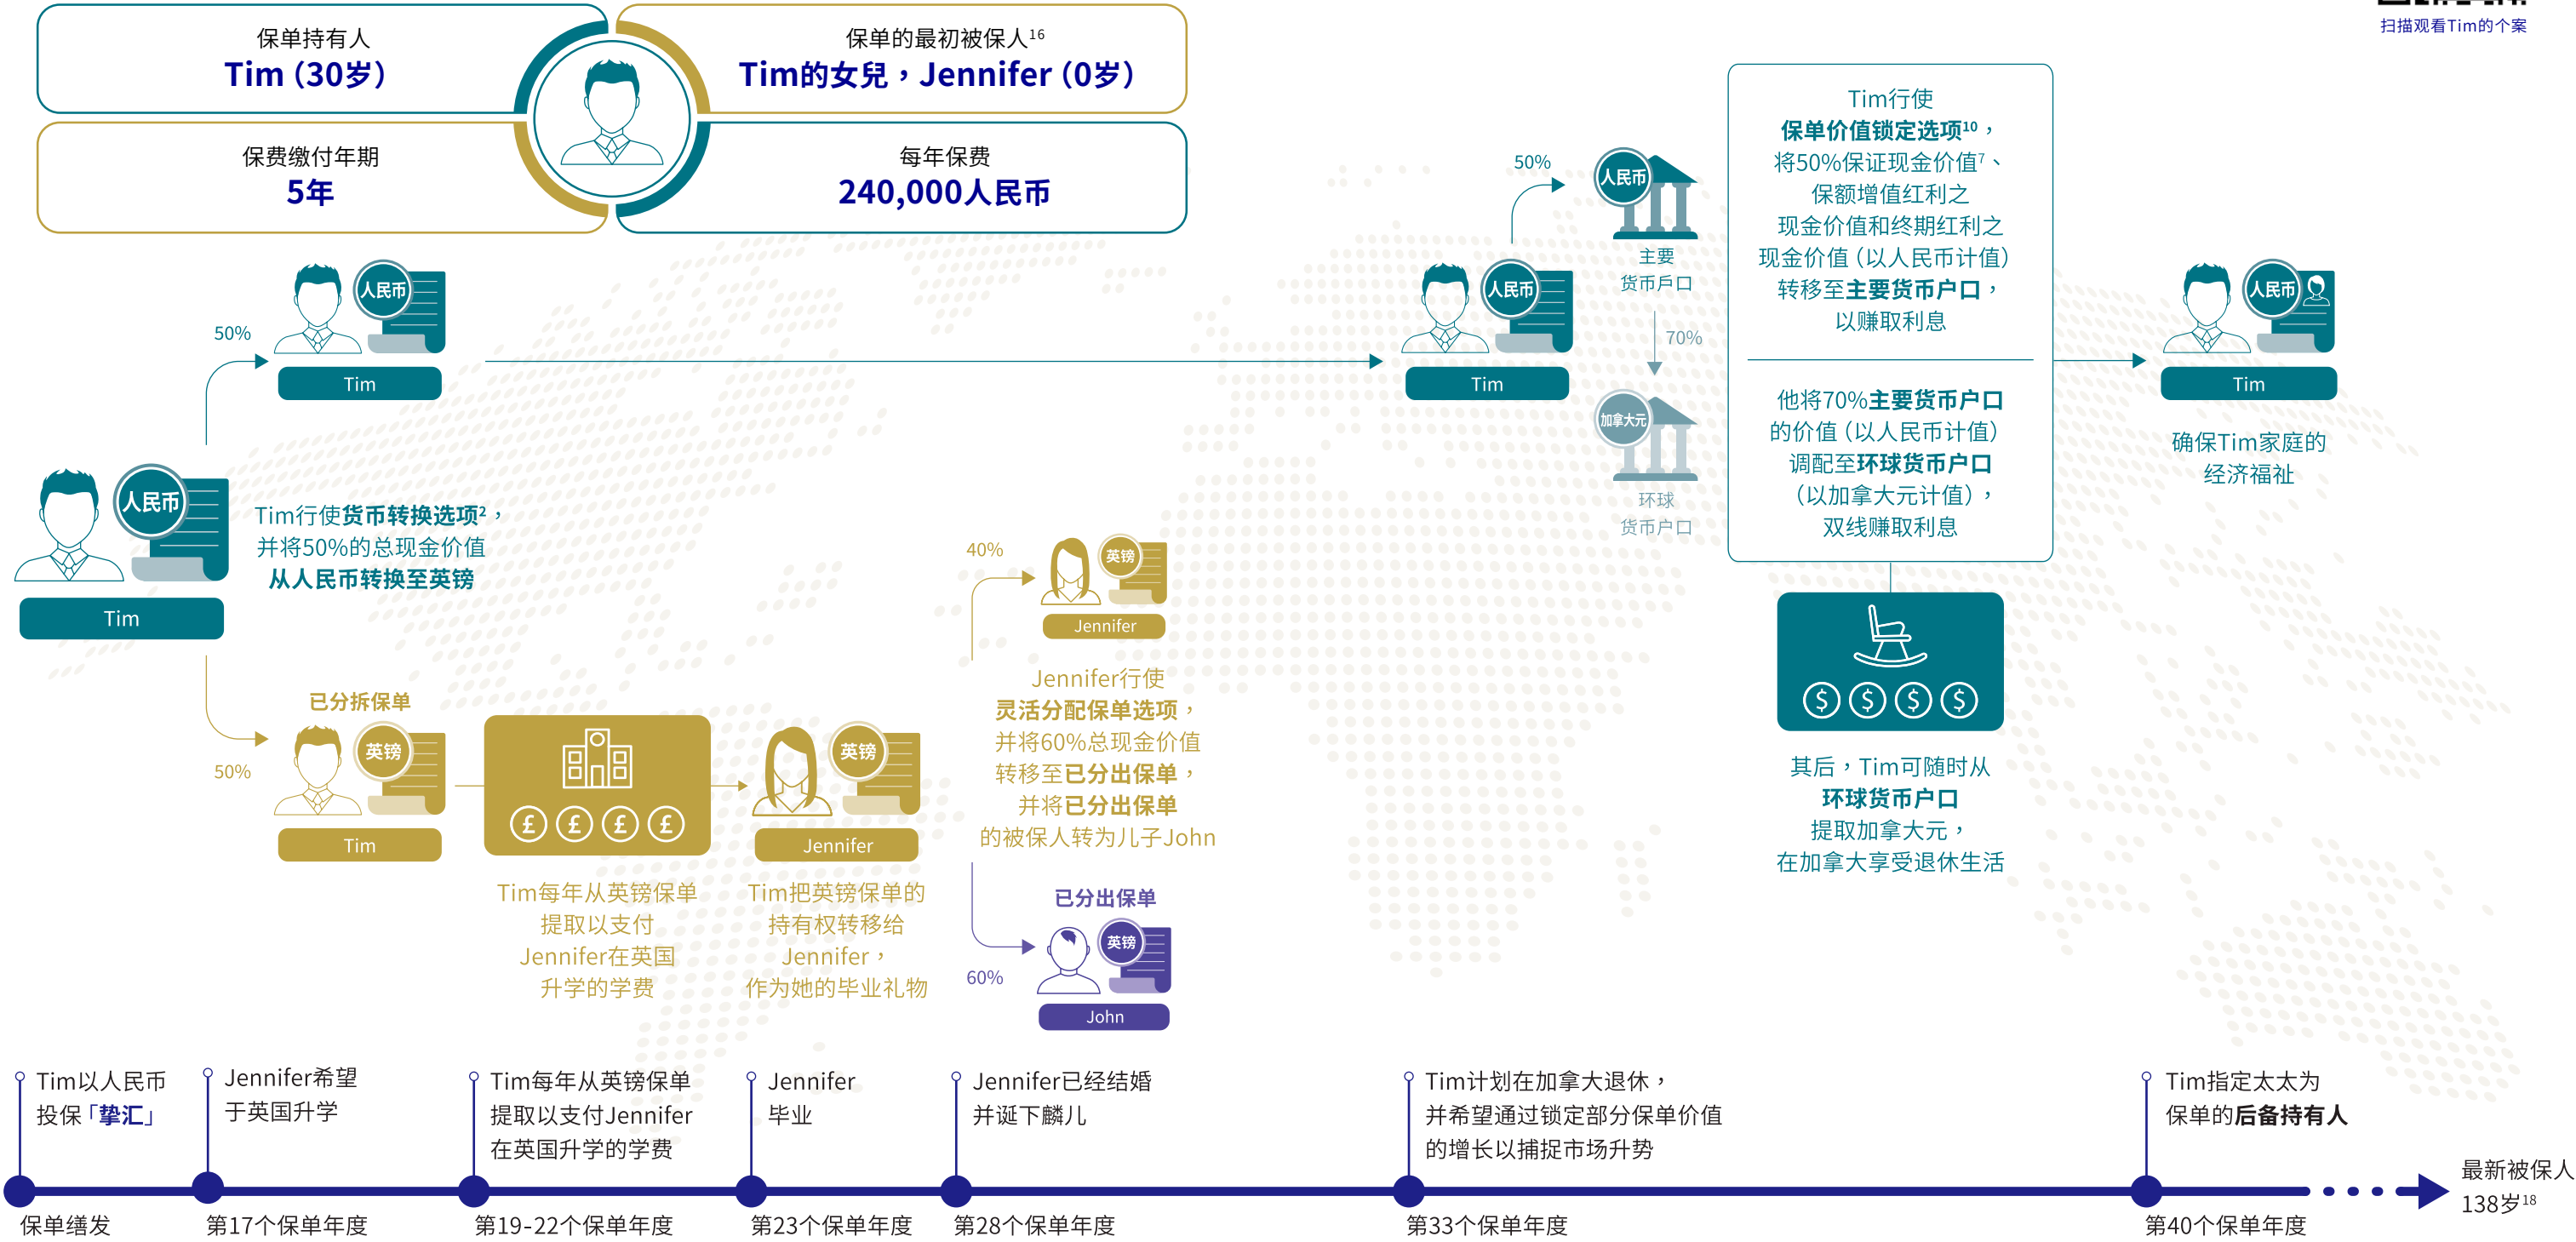 扫描观看Tim的个案
保单持有人
Tim（30岁）
保单的最初被保人16
Tim的女兒，Jennifer（0岁）
保费缴付年期
5年
每年保费
240,000人民币
50%
人民币
Tim
人民币
Tim
Tim行使货币转换选项2，
并将50%的总现金价值
从人民币转换至英镑
50%
已分拆保单
英镑
Tim
Tim每年从英镑保单
提取以支付
Jennifer在英国
升学的学费
英镑
Jennifer
Tim把英镑保单的
持有权转移给
Jennifer，
作为她的毕业礼物
40%
英镑
Jennifer
Jennifer行使
灵活分配保单选项，
并将60%总现金价值
转移至已分出保单，
并将已分出保单
的被保人转为儿子John
60%
已分出保单
英镑
John
人民币
Tim
50%
人民币
主要
货币戶口
70%
加拿大元
环球
货币户口
Tim行使
保单价值锁定选项10，
将50%保证现金价值7、
保额增值红利之
现金价值和终期红利之
现金价值（以人民币计值）
转移至主要货币户口，
以赚取利息
他将70%主要货币户口
的价值（以人民币计值）
调配至环球货币户口
（以加拿大元计值），
双线赚取利息
其后，Tim可随时从
环球货币户口
提取加拿大元，
在加拿大享受退休生活
人民币
Tim
确保Tim家庭的
经济福祉
Tim以人民币
投保「挚汇」
保单缮发
Jennifer希望
于英国升学
第17个保单年度
Tim每年从英镑保单
提取以支付Jennifer
在英国升学的学费
第19-22个保单年度
Jennifer
毕业
第23个保单年度
Jennifer已经结婚
并诞下麟儿
第28个保单年度
Tim计划在加拿大退休，
并希望通过锁定部分保单价值
的增长以捕捉市场升势
第33个保单年度
Tim指定太太为
保单的后备持有人
第40个保单年度
最新被保人
138岁18